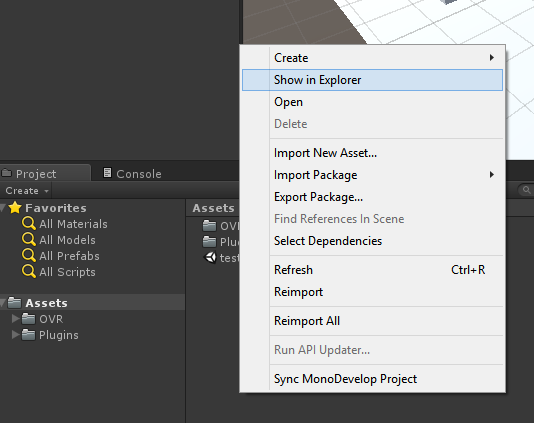 Create
Show in Explorer
Open
Delete
Import New Asset...
Import Package
Export Package...
Find References In Scene
Select Dependencies
Refresh Ctrl+R
Reimport
Reimport All
Run API Updater...
Sync MonoDevelop Project
Project Console
Create
Favorites
All Materials
All Models
All Prefabs
All Scripts
Assets
OVR
Plugins
Assets
OV
Plu
test